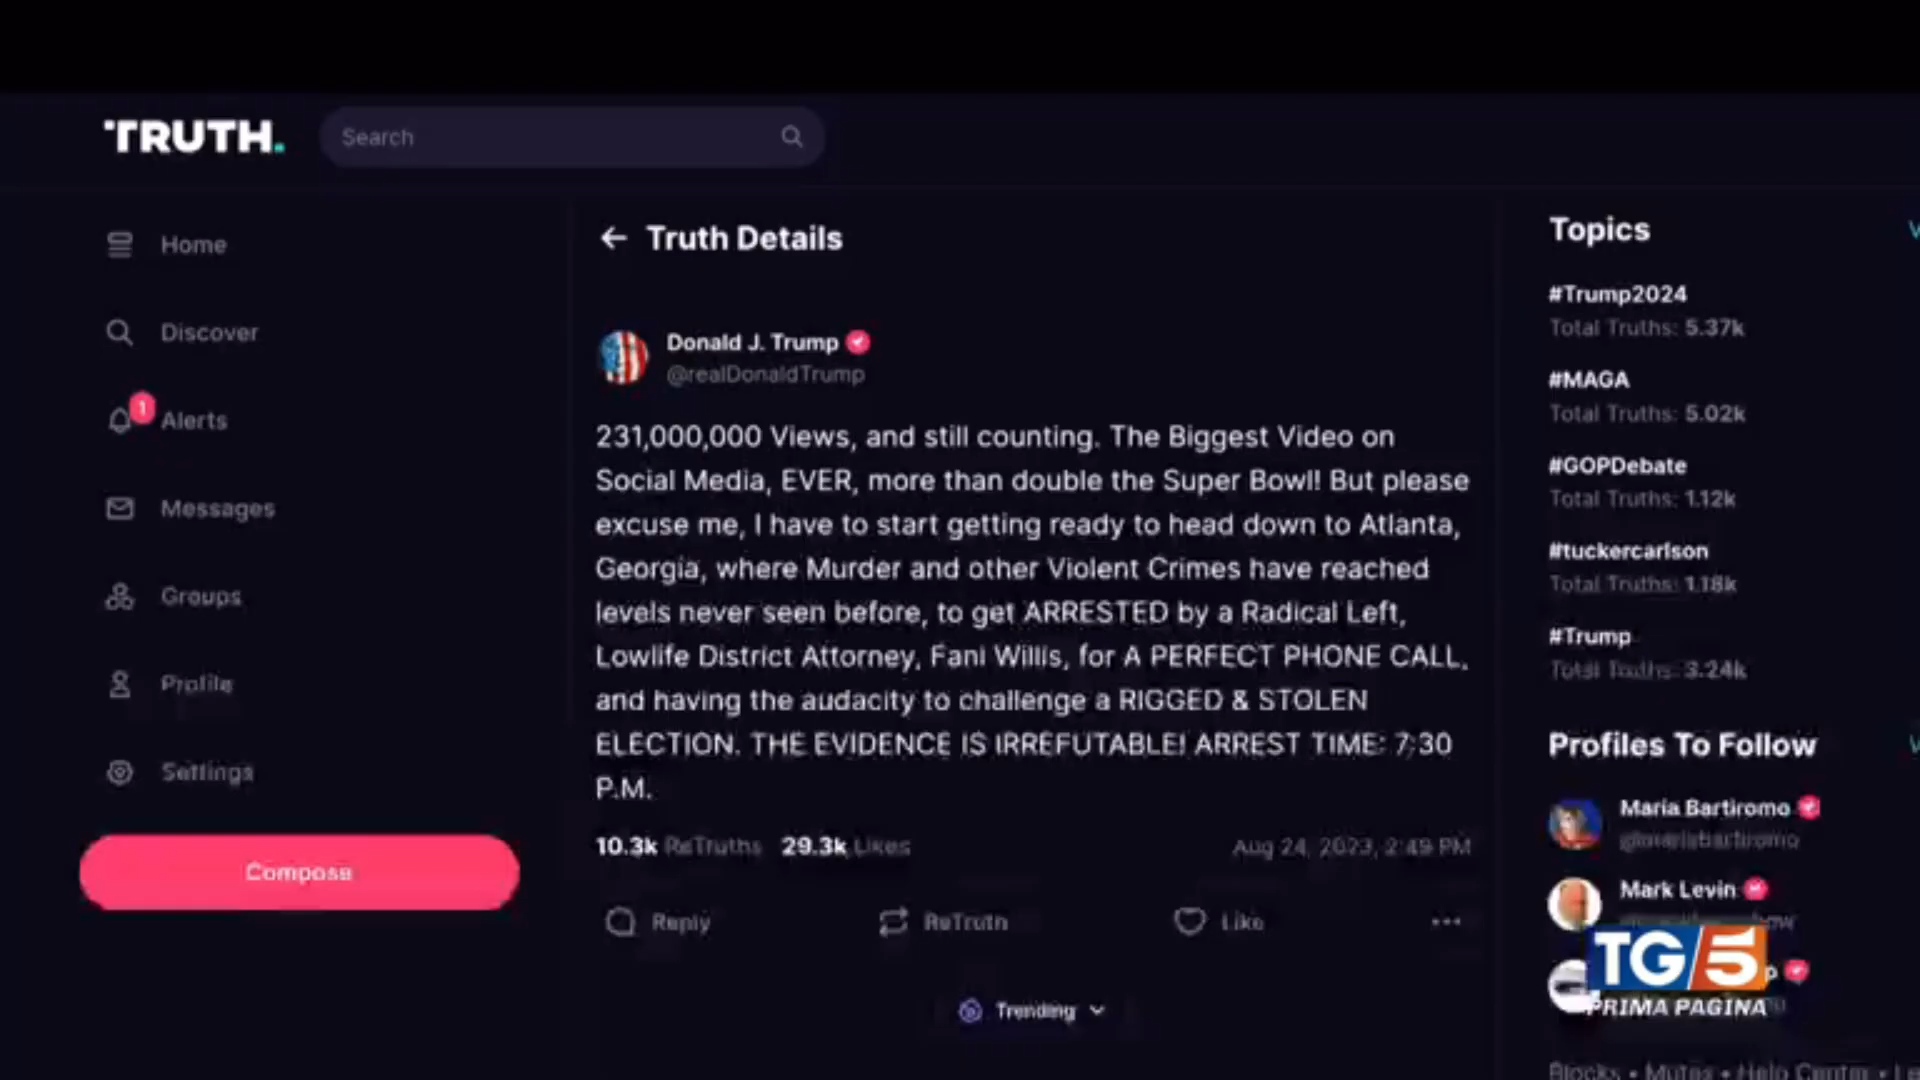 TRUTH.
Search
Home
Discover
1
Alerts
Messages
Groups
Profile
Settings
Compose
Truth Details
Donald J. Trump
@realDonaldTrump
231,000,000 Views, and still counting. The Biggest Video on
Social Media, EVER, more than double the Super Bowl! But please
excuse me, I have to start getting ready to head down to Atlanta,
Georgia, where Murder and other Violent Crimes have reached
levels never seen before, to get ARRESTED by a Radical Left,
Lowlife District Attorney, Fani Willis, for A PERFECT PHONE CALL,
and having the audacity to challenge a RIGGED & STOLEN
ELECTION. THE EVIDENCE IS IRREFUTABLE! ARREST TIME: 7:30
P.M.
10.3k ReTruths 29.3k Likes
Aug 24, 2023, 2:49 PM
Reply
ReTruth
Like
Trending
Topics
#Trump2024
Total Truths: 5.37k
#MAGA
Total Truths: 5.02k
#GOPDebate
Total Truths: 1.12k
#tuckercarlson
Total Truths: 1.18k
#Trump
Total Truths: 3.24k
Profiles To Follow
Maria Bartiromo
@mariabartiromo
Mark Levin
TG5
PRIMA PAGINA
Blocks • Mutes • Help Center •